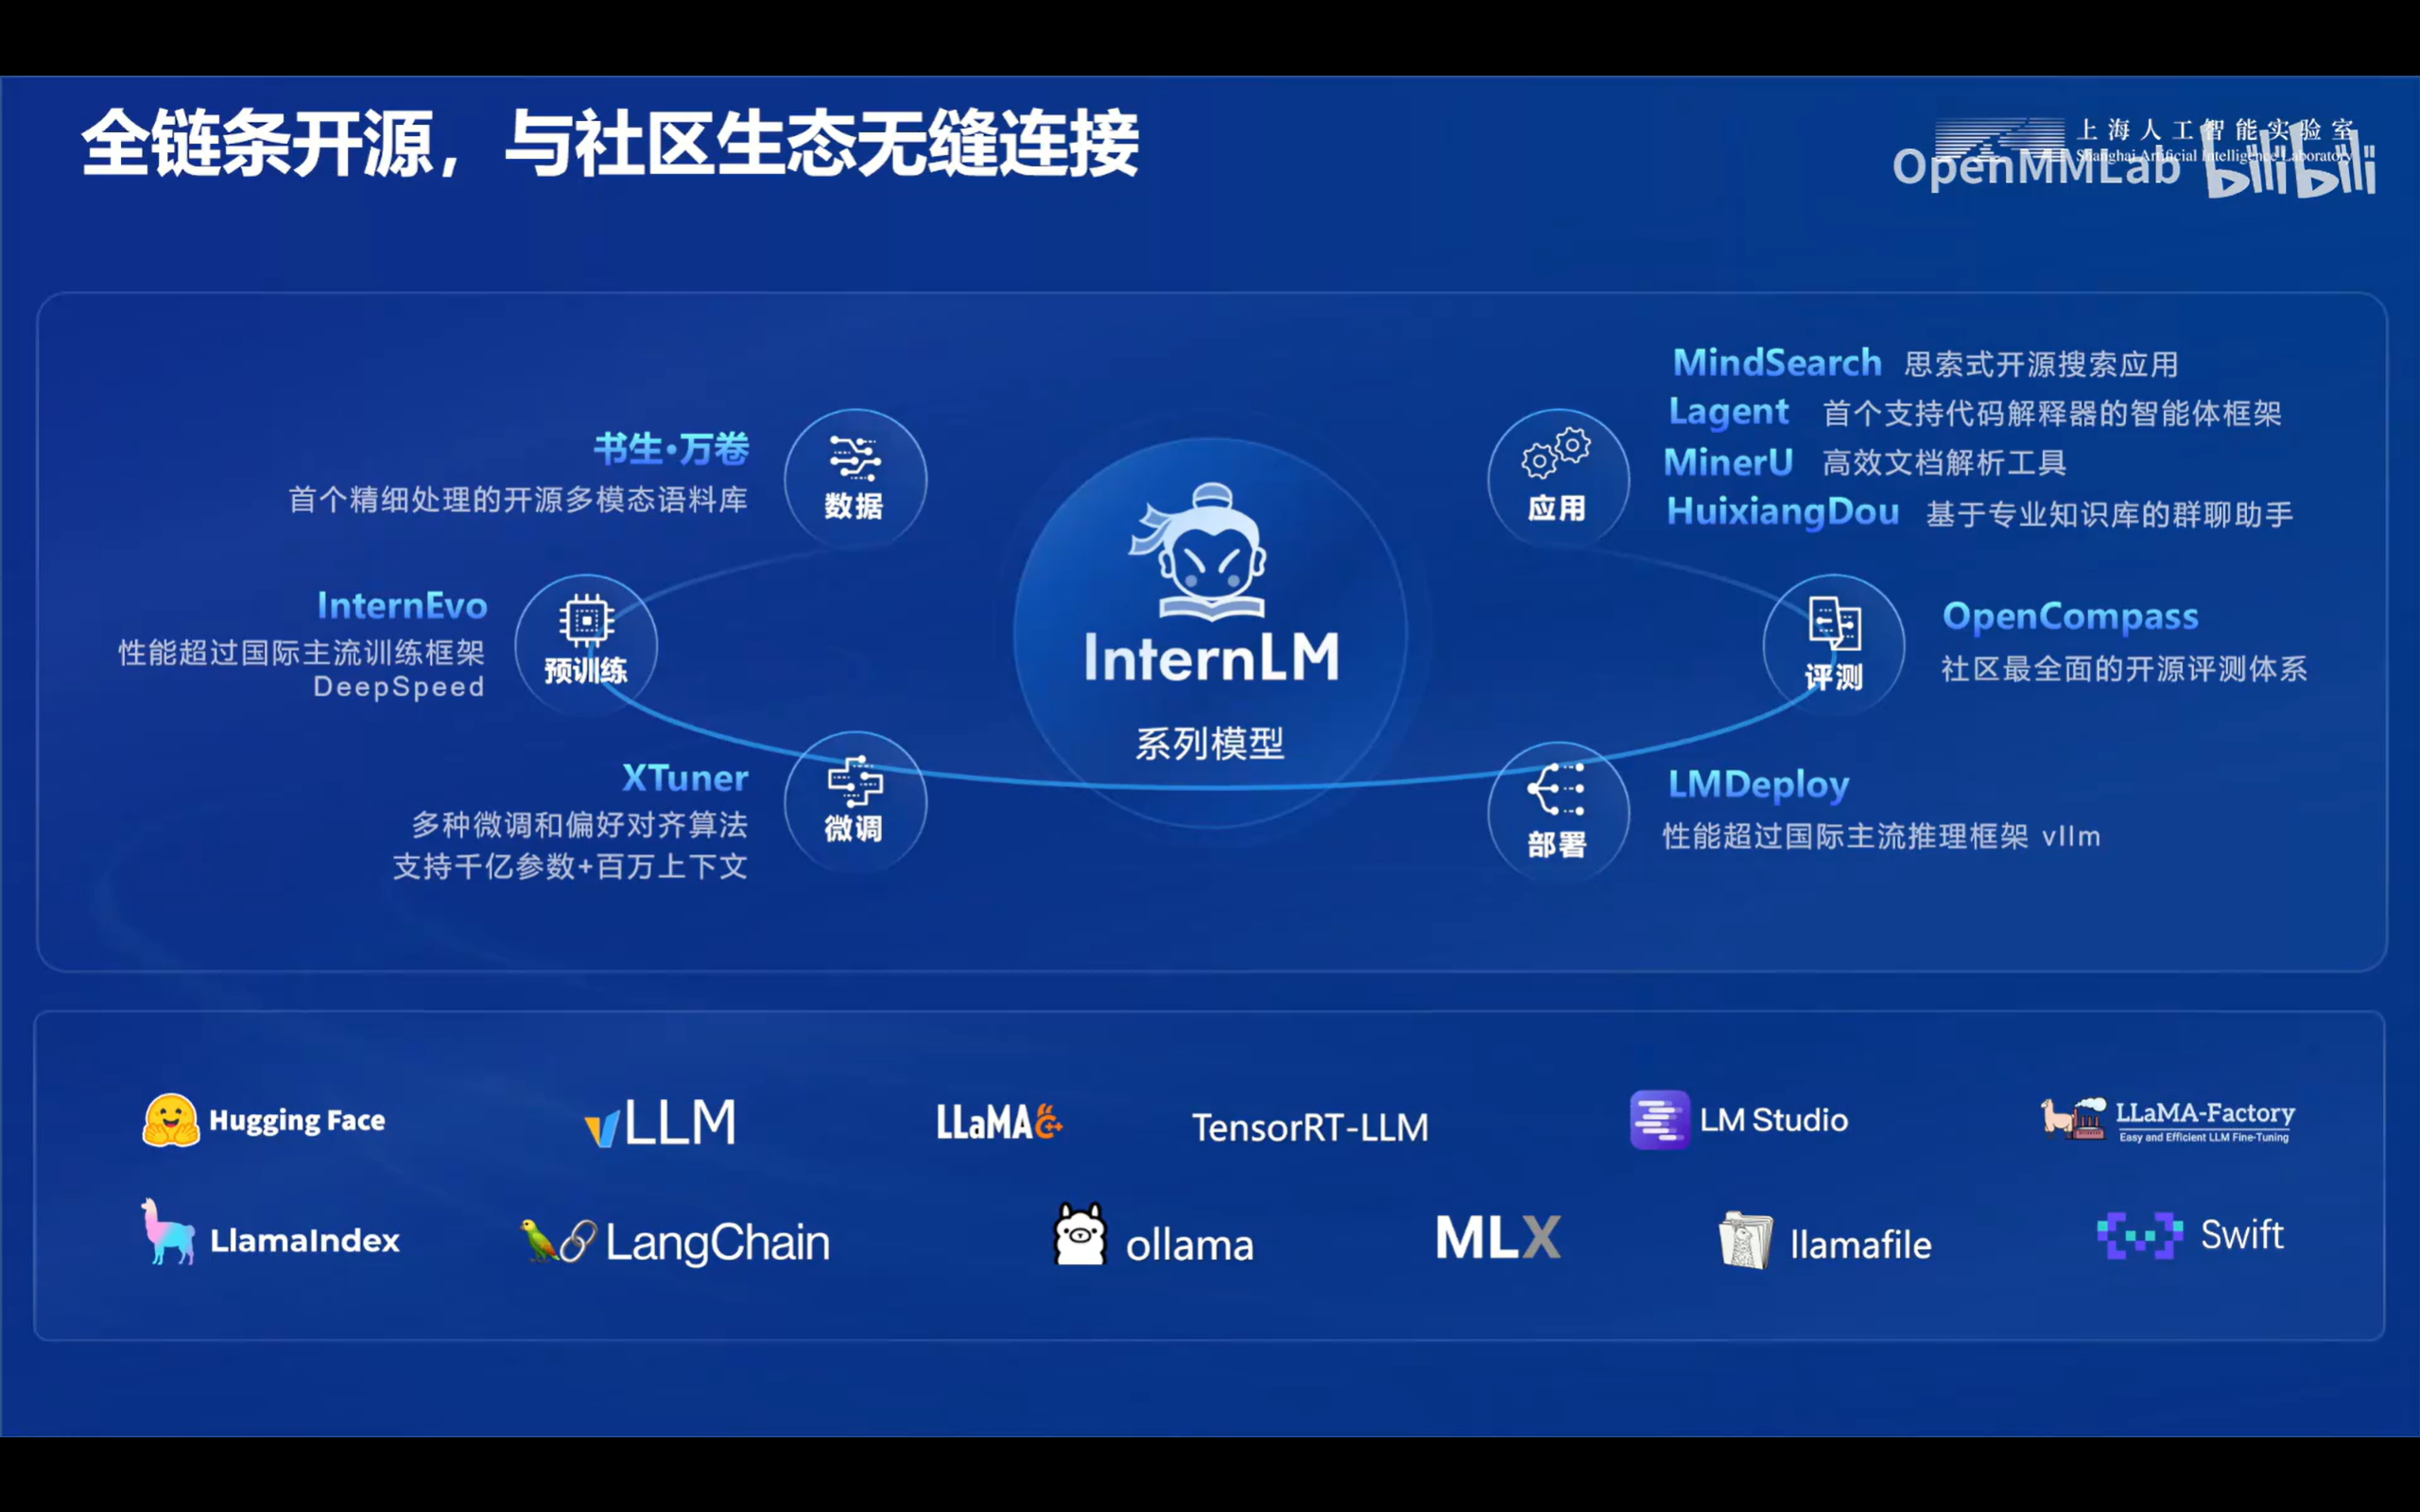 全链条开源，与社区生态无缝连接
上海人工智能实验室
Shanghai Artificial Intelligence Laboratory
OpenMMLab bilibili
书生·万卷
首个精细处理的开源多模态语料库
数据
InternEvo
性能超过国际主流训练框架
DeepSpeed
预训练
XTuner
多种微调和偏好对齐算法
支持千亿参数+百万上下文
微调
InternLM
系列模型
应用
MindSearch 思索式开源搜索应用
Lagent 首个支持代码解释器的智能体框架
MinerU 高效文档解析工具
HuixiangDou 基于专业知识库的群聊助手
评测
OpenCompass
社区最全面的开源评测体系
部署
LMDeploy
性能超过国际主流推理框架 vllm
Hugging Face
vLLM
LLaMA C++
TensorRT-LLM
LM Studio
LLaMA-Factory
Easy and Efficient LLM Fine-Tuning
LlamaIndex
LangChain
ollama
MLX
llamafile
Swift